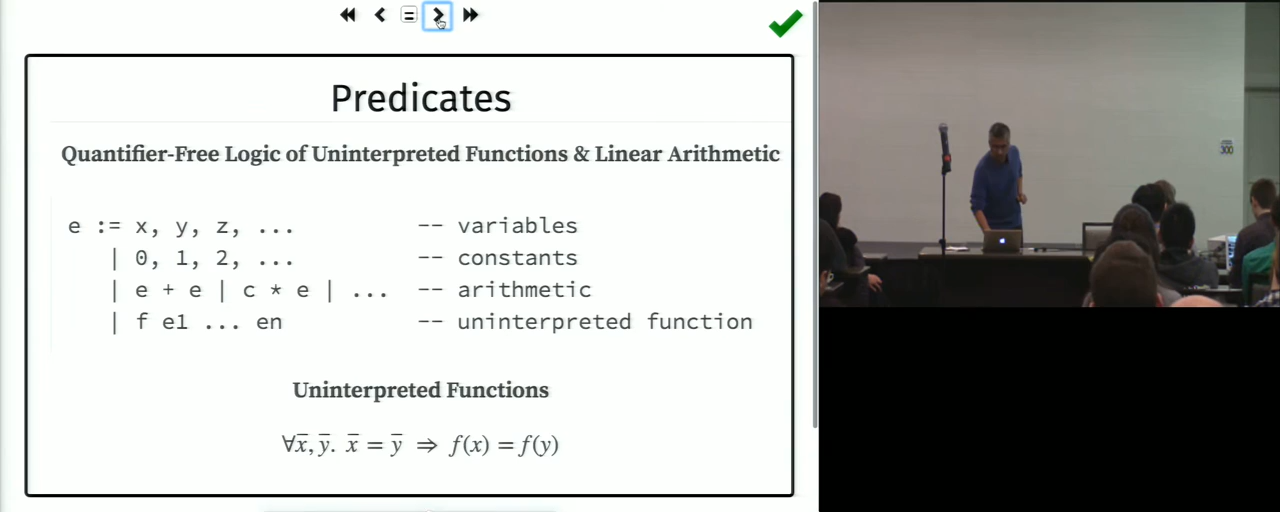 Predicates
Quantifier-Free Logic of Uninterpreted Functions & Linear Arithmetic
e := x, y, z, ... -- variables
| 0, 1, 2, ... -- constants
| e + e | c * e | ... -- arithmetic
| f e1 ... en -- uninterpreted function
Uninterpreted Functions
∀x̅, y̅. x̅ = y̅ ⇒ f(x) = f(y)
300